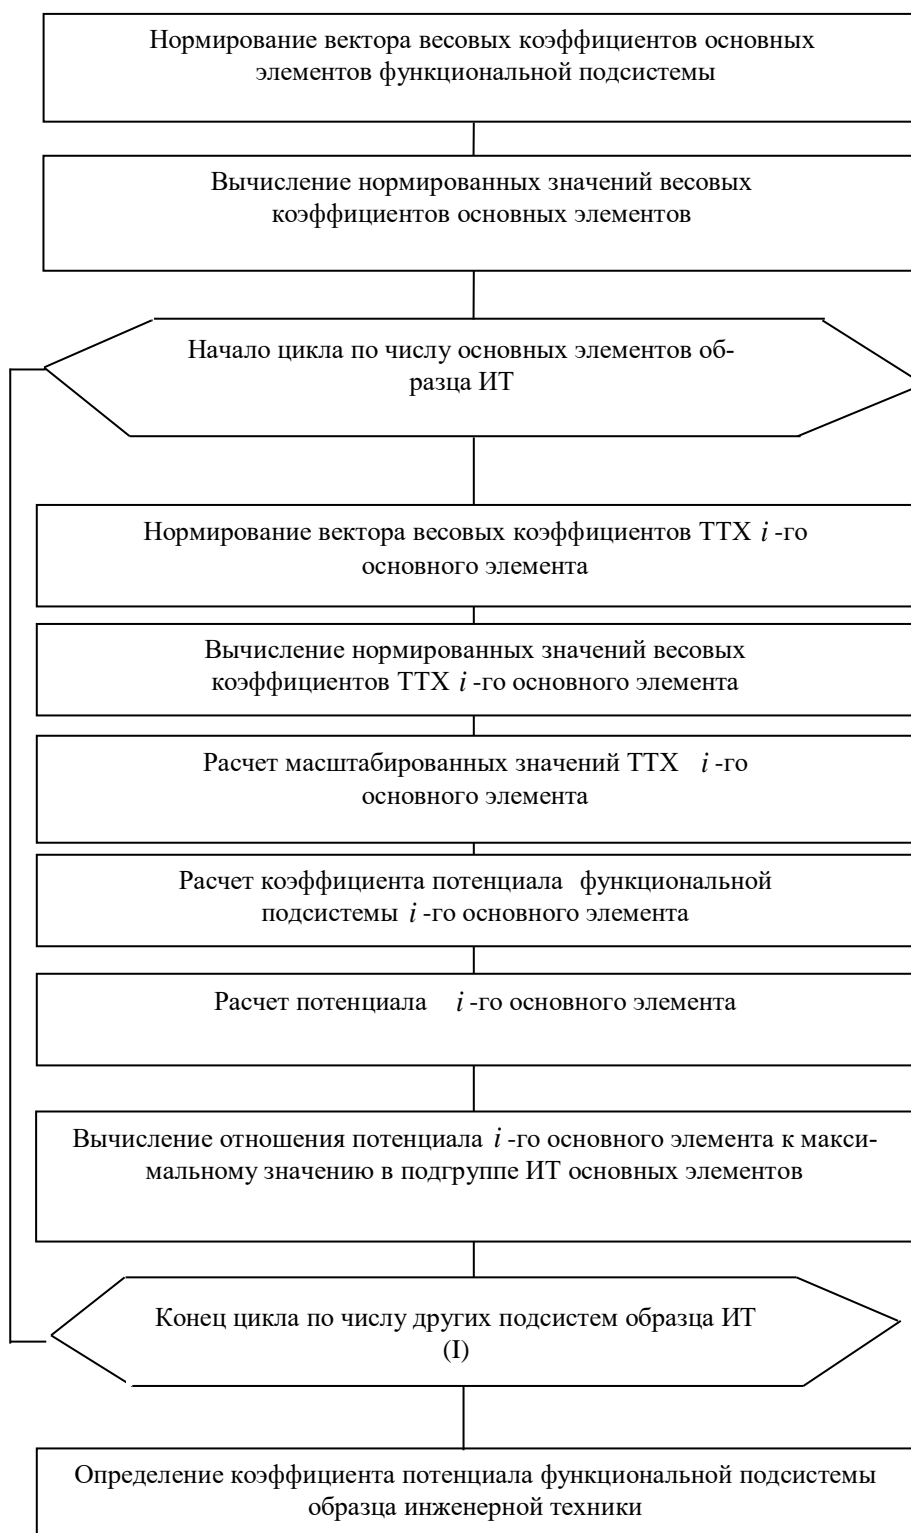 Нормирование вектора весовых коэффициентов основных
элементов функциональной подсистемы
Вычисление нормированных значений весовых
коэффициентов основных элементов
Начало цикла по числу основных элементов об-
разца ИТ
Нормирование вектора весовых коэффициентов ТТХ i -го
основного элемента
Вычисление нормированных значений весовых
коэффициентов ТТХ i -го основного элемента
Расчет масштабированных значений ТТХ i -го
основного элемента
Расчет коэффициента потенциала функциональной
подсистемы i -го основного элемента
Расчет потенциала i -го основного элемента
Вычисление отношения потенциала i -го основного элемента к макси-
мальному значению в подгруппе ИТ основных элементов
Конец цикла по числу других подсистем образца ИТ
(I)
Определение коэффициента потенциала функциональной подсистемы
образца инженерной техники